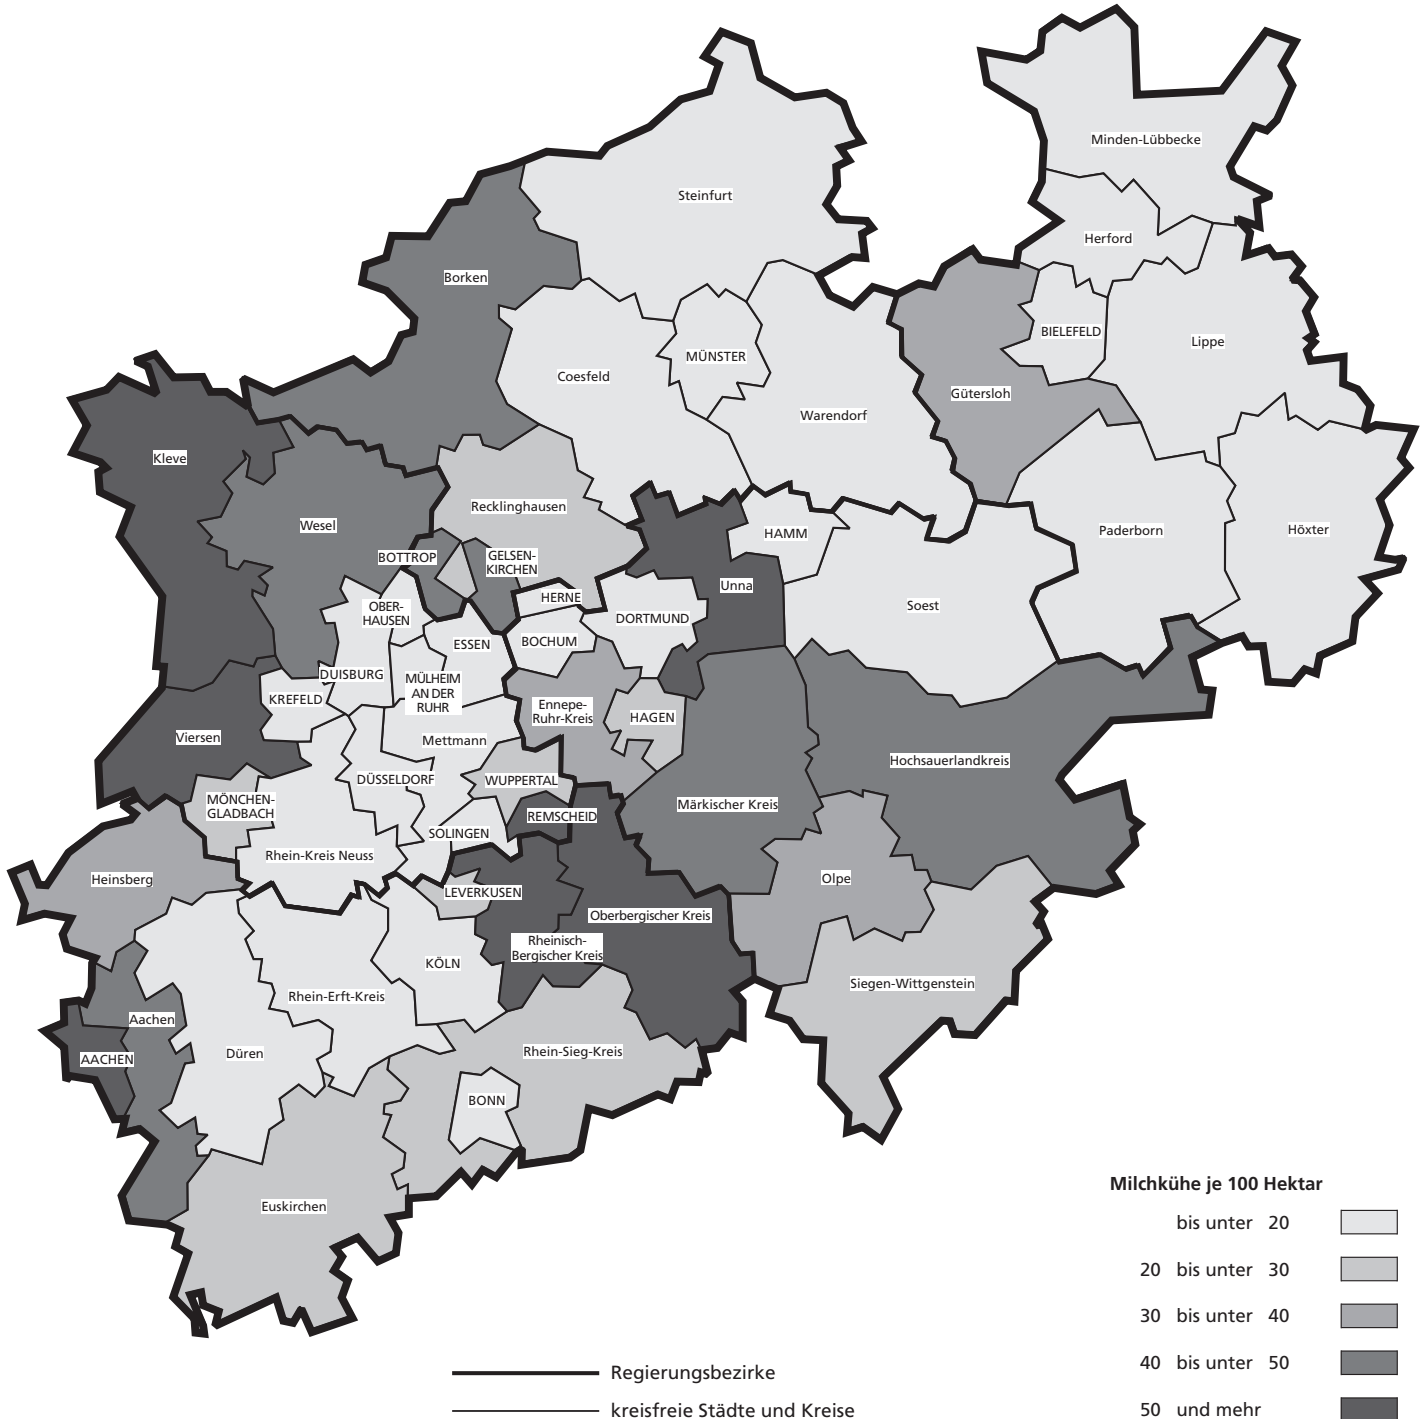 Minden-Lübbecke
Steinfurt
Herford
Borken
BIELEFELD
Lippe
MÜNSTER
Coesfeld
Gütersloh
Warendorf
Kleve
Recklinghausen
Wesel
HAMM
Paderborn
Höxter
BOTTROP
GELSEN-
KIRCHEN
Unna
HERNE
Soest
OBER-
HAUSEN
DORTMUND
ESSEN
BOCHUM
DUISBURG
MÜLHEIM
AN DER
RUHR
KREFELD
Ennepe-
Ruhr-Kreis
HAGEN
Viersen
Mettmann
Hochsauerlandkreis
DÜSSELDORF
WUPPERTAL
MÖNCHEN-
GLADBACH
Märkischer Kreis
REMSCHEID
SOLINGEN
Rhein-Kreis Neuss
Heinsberg
Olpe
LEVERKUSEN
Oberbergischer Kreis
Rheinisch-
Bergischer Kreis
KÖLN
Siegen-Wittgenstein
Rhein-Erft-Kreis
Aachen
Rhein-Sieg-Kreis
Düren
AACHEN
BONN
Euskirchen
Milchkühe je 100 Hektar
bis unter 20
20 bis unter 30
30 bis unter 40
40 bis unter 50
50 und mehr
Regierungsbezirke
kreisfreie Städte und Kreise